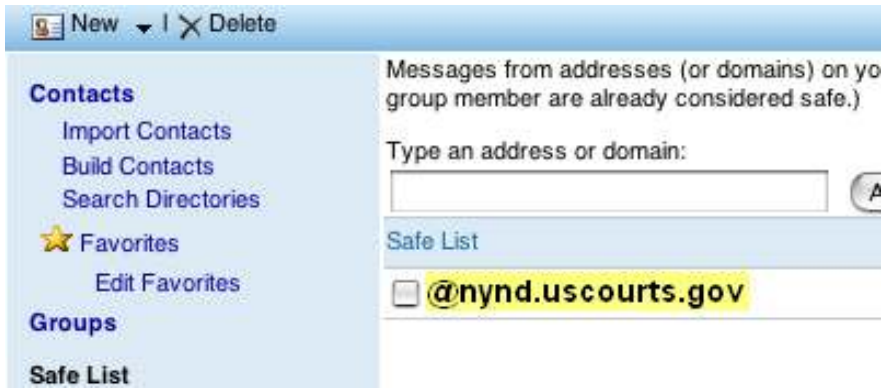 New | Delete
Contacts
Import Contacts
Build Contacts
Search Directories
Favorites
Edit Favorites
Groups
Safe List
Messages from addresses (or domains) on yo
group member are already considered safe.)
Type an address or domain:
A
Safe List
@nynd.uscourts.gov